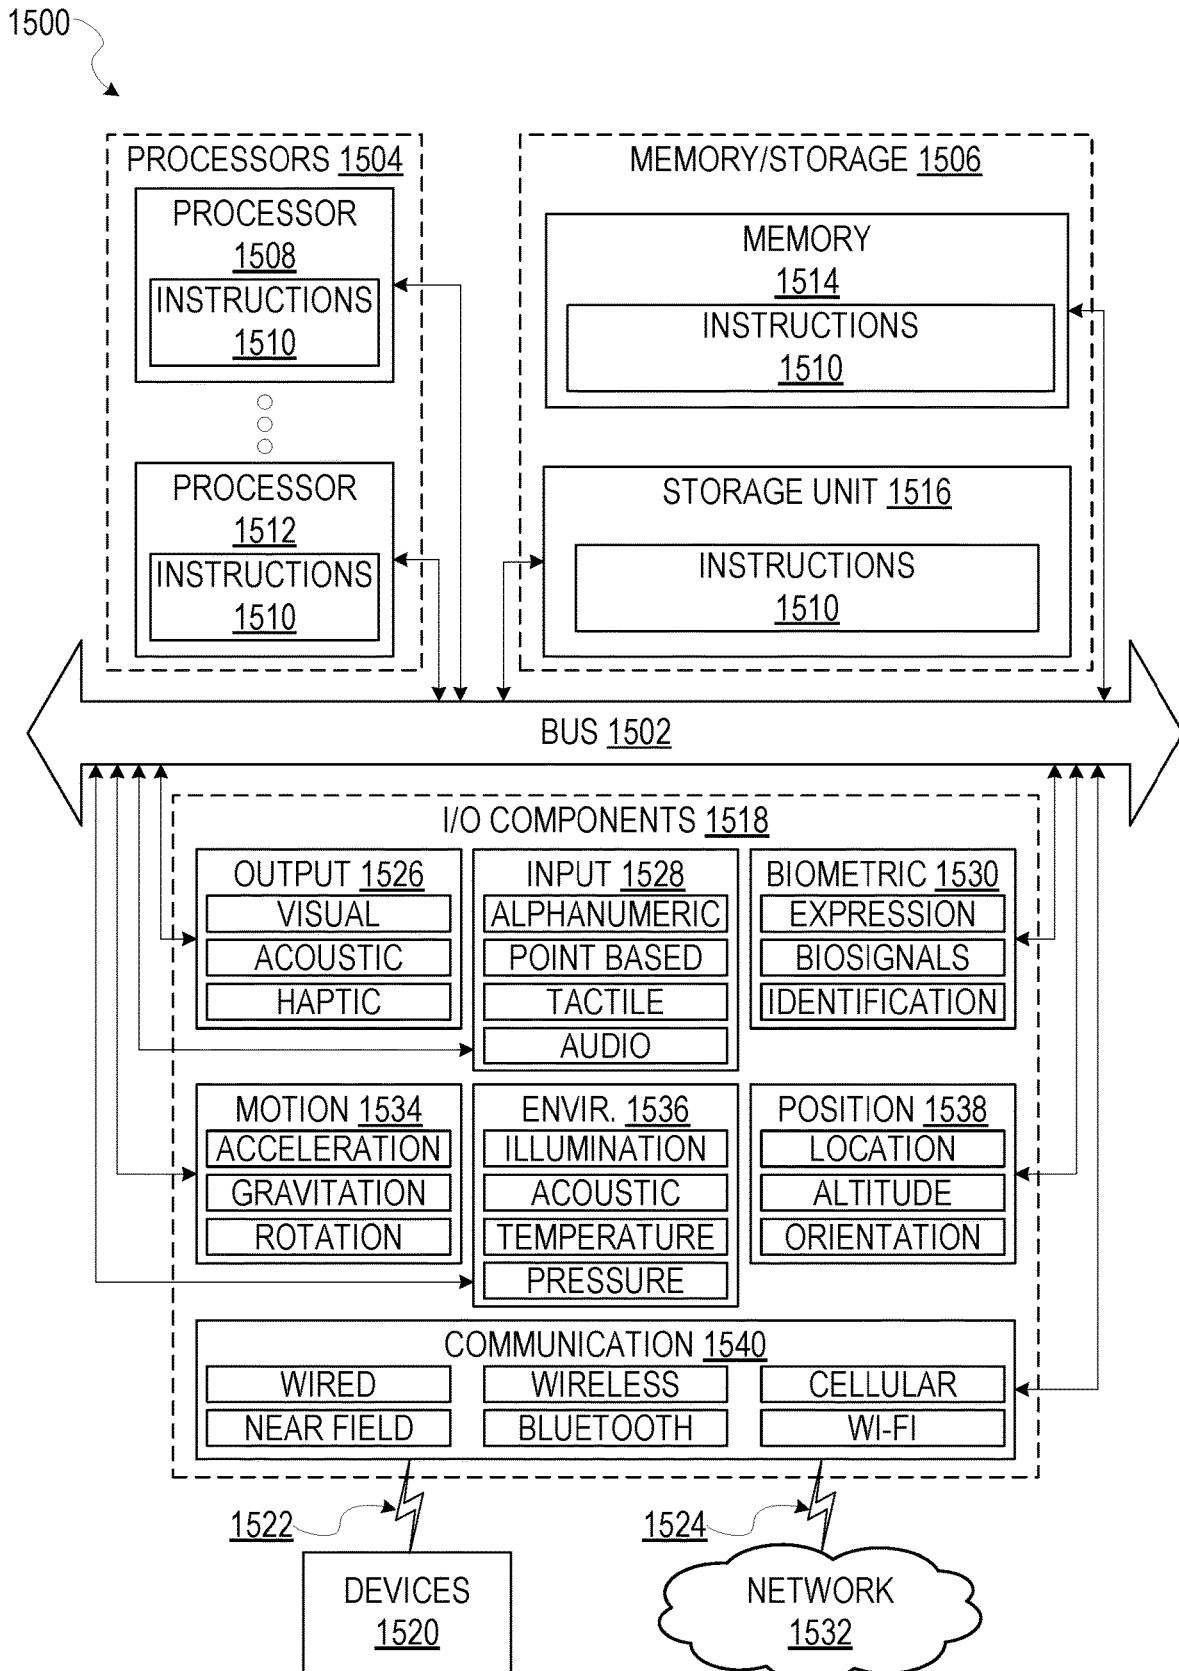 1500
PROCESSORS 1504
PROCESSOR
1508
INSTRUCTIONS
1510
PROCESSOR
1512
INSTRUCTIONS
1510
MEMORY/STORAGE 1506
MEMORY
1514
INSTRUCTIONS
1510
STORAGE UNIT 1516
INSTRUCTIONS
1510
BUS 1502
I/O COMPONENTS 1518
OUTPUT 1526
VISUAL
ACOUSTIC
HAPTIC
INPUT 1528
ALPHANUMERIC
POINT BASED
TACTILE
AUDIO
BIOMETRIC 1530
EXPRESSION
BIOSIGNALS
IDENTIFICATION
MOTION 1534
ACCELERATION
GRAVITATION
ROTATION
ENVIR. 1536
ILLUMINATION
ACOUSTIC
TEMPERATURE
PRESSURE
POSITION 1538
LOCATION
ALTITUDE
ORIENTATION
COMMUNICATION 1540
WIRED
WIRELESS
CELLULAR
NEAR FIELD
BLUETOOTH
WI-FI
1522
1524
DEVICES
1520
NETWORK
1532